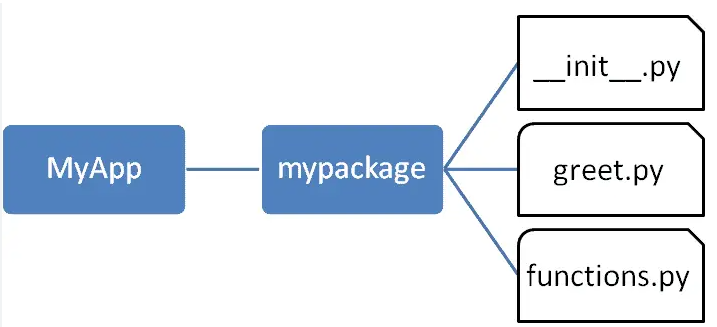 MyApp
mypackage
__init__.py
greet.py
functions.py